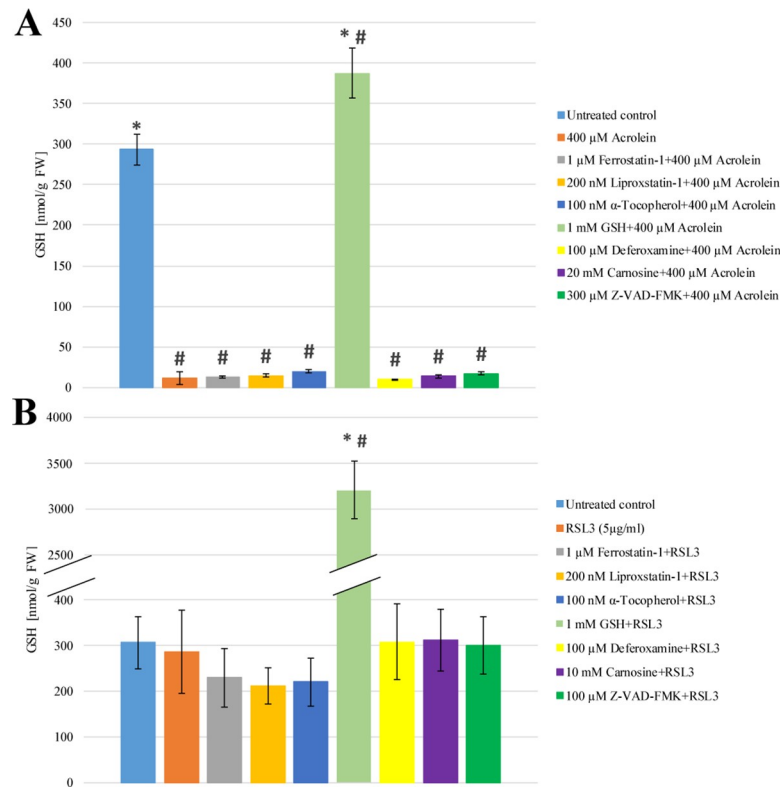 A
450
400
350
300
250
200
150
100
50
0
GSH [nmol/g FW]
*
#
#
#
#
* #
#
#
#
Untreated control
400 µM Acrolein
1 µM Ferrostatin-1+400 µM Acrolein
200 nM Liproxstatin-1+400 µM Acrolein
100 nM α-Tocopherol+400 µM Acrolein
1 mM GSH+400 µM Acrolein
100 µM Deferoxamine+400 µM Acrolein
20 mM Carnosine+400 µM Acrolein
300 µM Z-VAD-FMK+400 µM Acrolein
B
4000
3500
3000
2500
400
300
200
100
0
GSH [nmol/g FW]
* #
Untreated control
RSL3 (5µg/ml)
1 µM Ferrostatin-1+RSL3
200 nM Liproxstatin-1+RSL3
100 nM α-Tocopherol+RSL3
1 mM GSH+RSL3
100 µM Deferoxamine+RSL3
10 mM Carnosine+RSL3
100 µM Z-VAD-FMK+RSL3